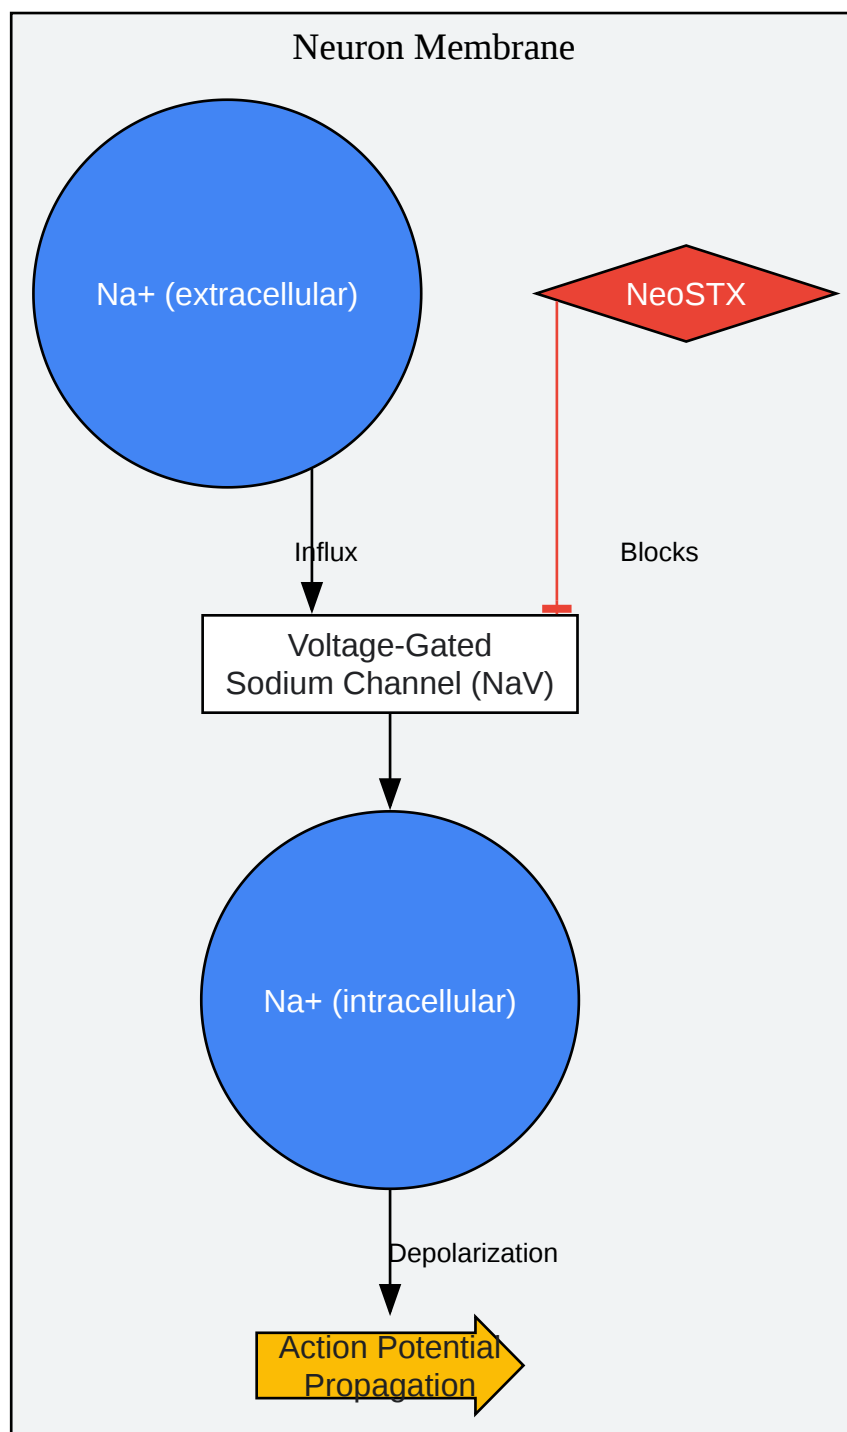 Neuron Membrane
Na+ (extracellular)
NeoSTX
Influx
Blocks
Voltage-Gated
Sodium Channel (NaV)
Na+ (intracellular)
Depolarization
Action Potential
Propagation